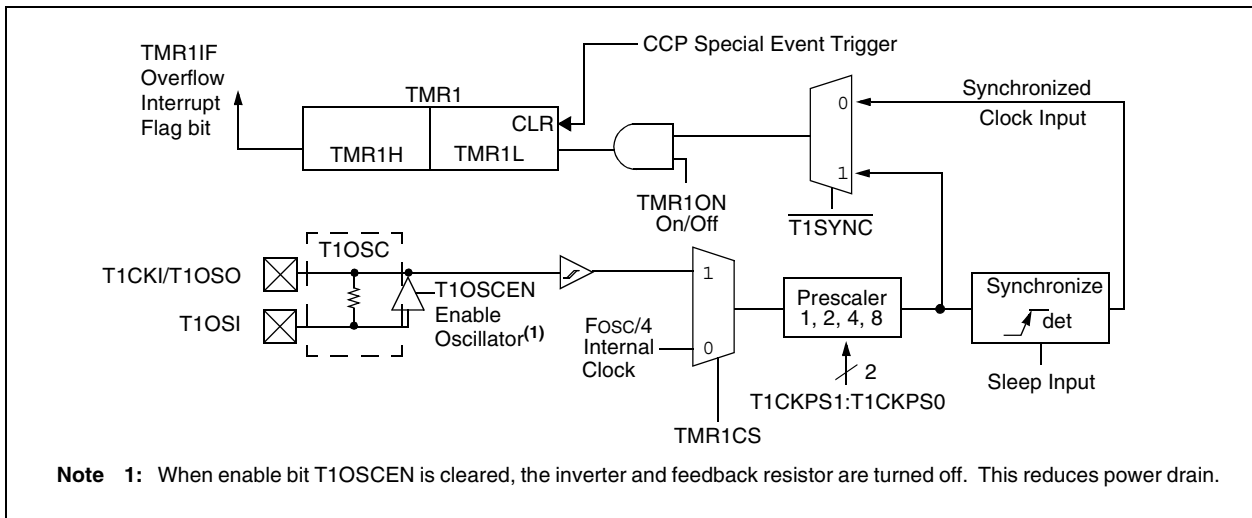 CCP Special Event Trigger
TMR1IF
Overflow
Interrupt
Flag bit
TMR1
CLR
TMR1H
TMR1L
TMR1ON
On/Off
0
1
T1SYNC
Synchronized
Clock Input
T1OSC
T1CKI/T1OSO
T1OSI
T1OSCEN
Enable
Oscillator(1)
FOSC/4
Internal
Clock
1
0
TMR1CS
Prescaler
1, 2, 4, 8
2
T1CKPS1:T1CKPS0
Synchronize
det
Sleep Input
Note 1: When enable bit T1OSCEN is cleared, the inverter and feedback resistor are turned off. This reduces power drain.